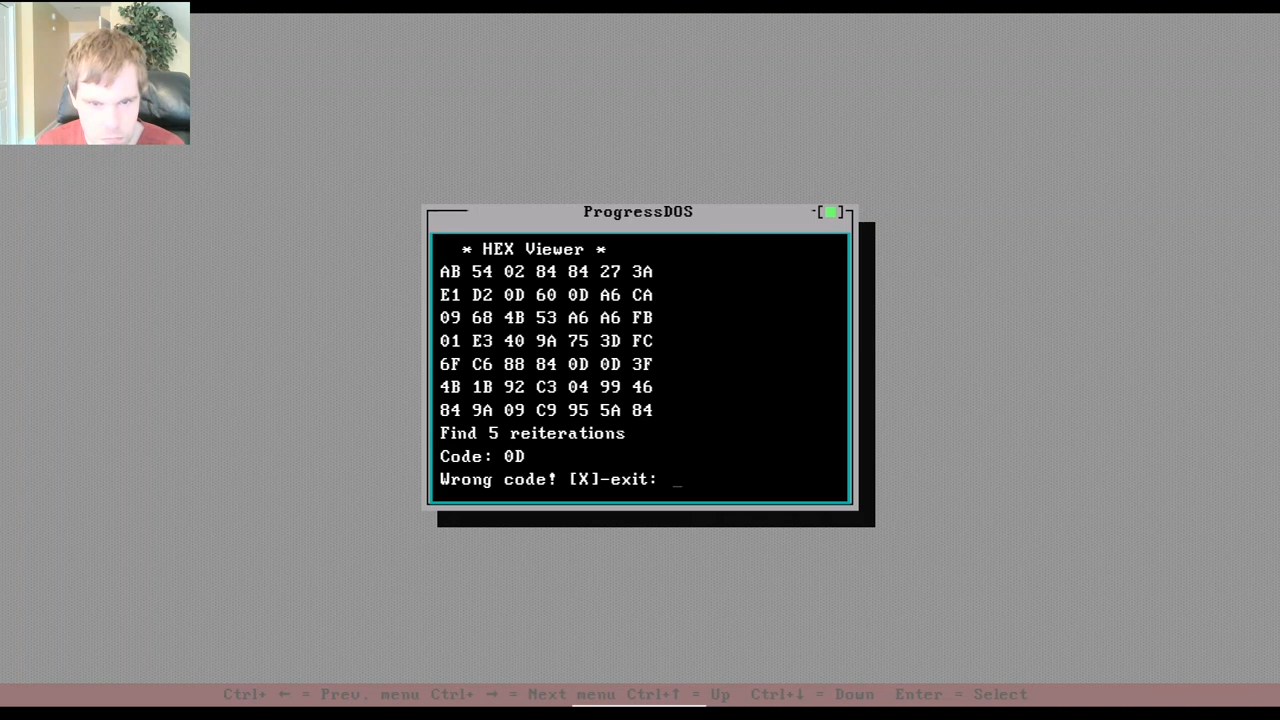 ProgressDOS
* HEX Viewer *
AB 54 02 84 84 27 3A
E1 D2 0D 60 0D A6 CA
09 68 4B 53 A6 A6 FB
01 E3 40 9A 75 3D FC
6F C6 88 84 0D 0D 3F
4B 1B 92 C3 04 99 46
84 9A 09 C9 95 5A 84
Find 5 reiterations
Code: 0D
Wrong code! [X]-exit: _
Ctrl+ ← = Prev. menu Ctrl+ → = Next menu Ctrl+↑ = Up Ctrl+↓ = Down Enter = Select